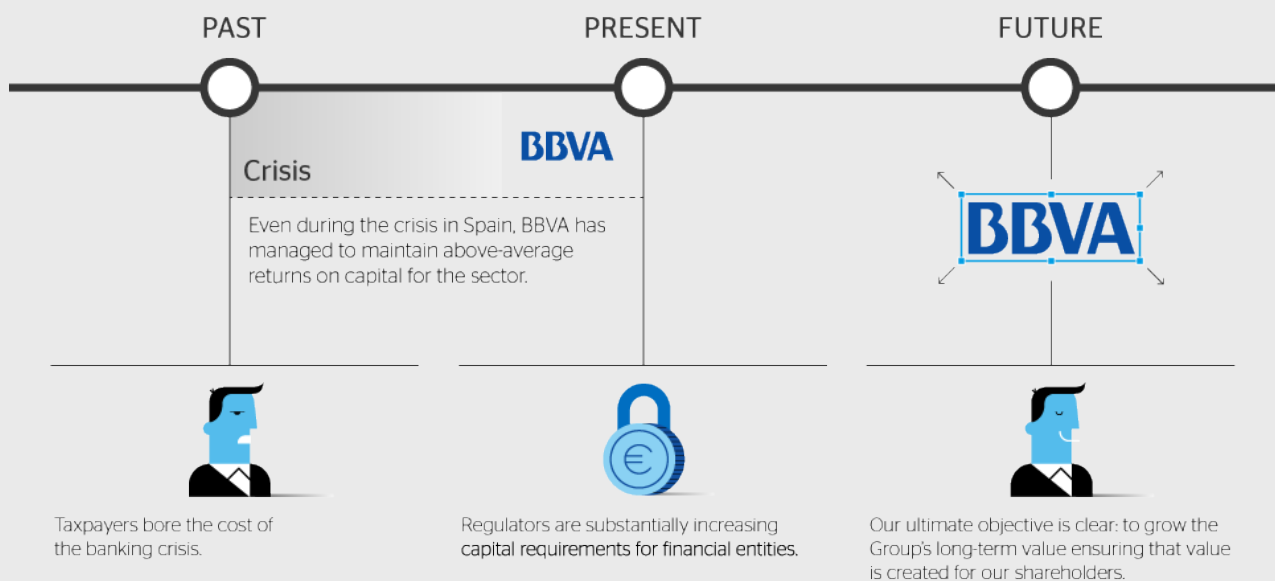 PAST
PRESENT
FUTURE
Crisis
BBVA
Even during the crisis in Spain, BBVA has
managed to maintain above-average
returns on capital for the sector.
BBVA
€
Taxpayers bore the cost of
the banking crisis.
Regulators are substantially increasing
capital requirements for financial entities.
Our ultimate objective is clear: to grow the
Group's long-term value ensuring that value
is created for our shareholders.